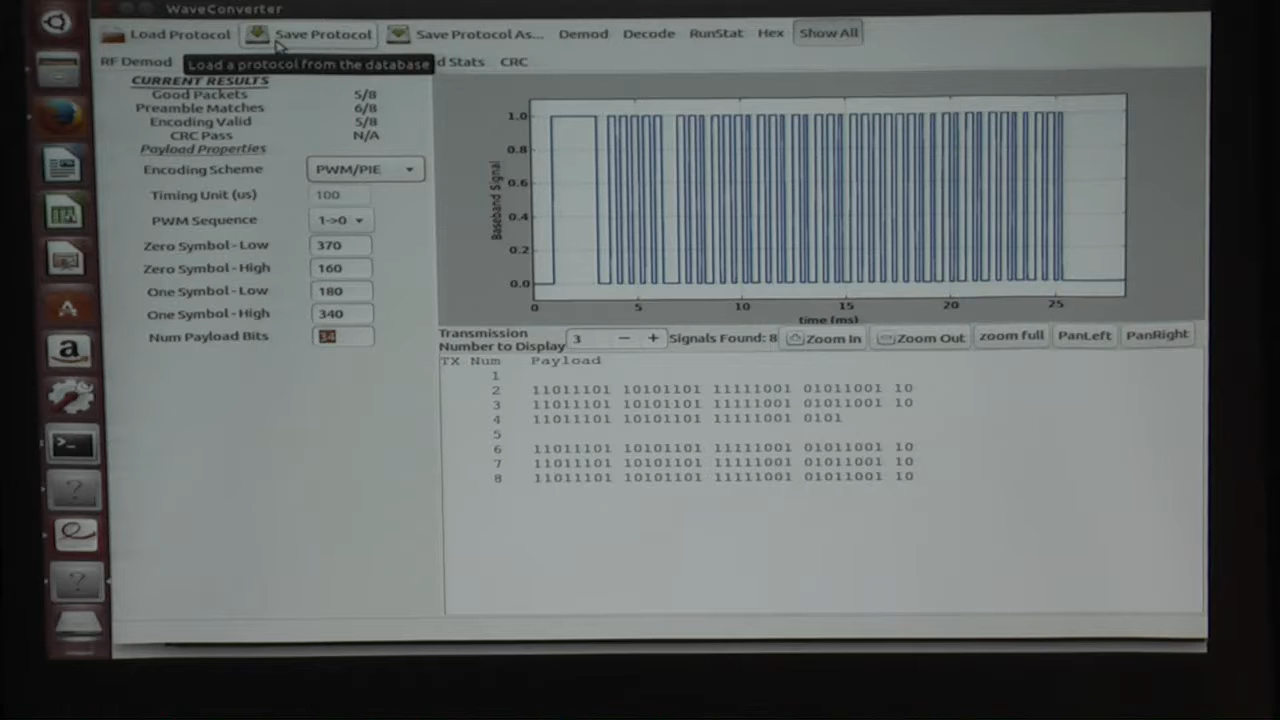 WaveConverter
Load Protocol Save Protocol Save Protocol As... Demod Decode RunStat Hex Show All
RF Demod Load a protocol from the database d Stats CRC
CURRENT RESULTS
Good Packets 5/8
Preamble Matches 6/8
Encoding Valid 5/8
CRC Pass N/A
Payload Properties
Encoding Scheme PWM/PIE
Timing Unit (us) 100
PWM Sequence 1->0
Zero Symbol - Low 370
Zero Symbol - High 160
One Symbol - Low 180
One Symbol - High 340
Num Payload Bits 34
Baseband Signal
1.0
0.8
0.6
0.4
0.2
0.0
0 5 10 15 20 25
time (ms)
Transmission
Number to Display 3 − + Signals Found: 8 Zoom In Zoom Out zoom full PanLeft PanRight
TX Num Payload
1
2 11011101 10101101 11111001 01011001 10
3 11011101 10101101 11111001 01011001 10
4 11011101 10101101 11111001 0101
5
6 11011101 10101101 11111001 01011001 10
7 11011101 10101101 11111001 01011001 10
8 11011101 10101101 11111001 01011001 10